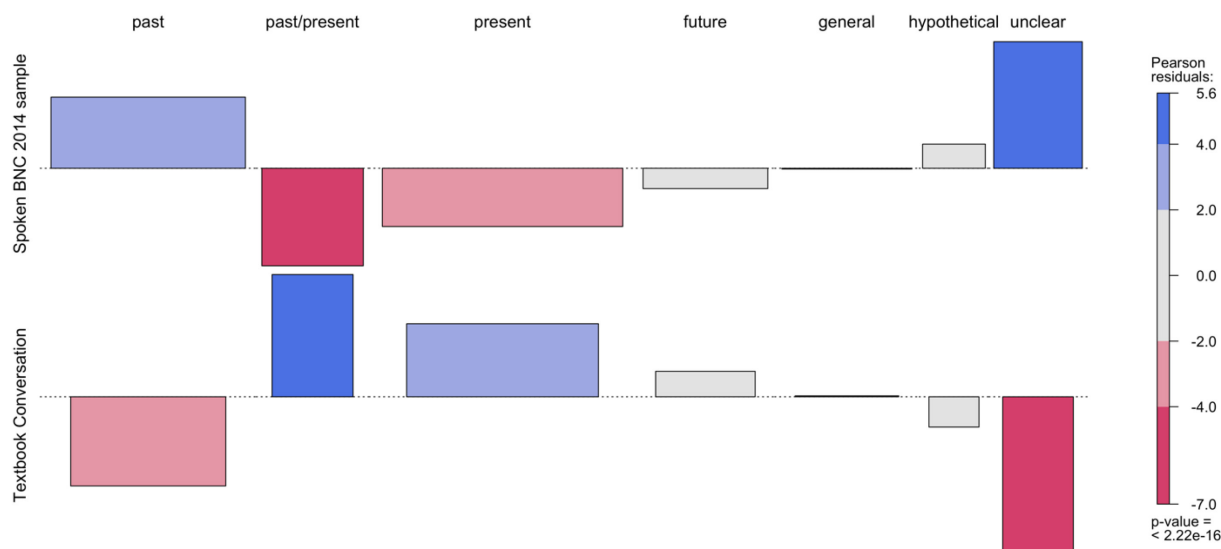 past past/present present future general hypothetical unclear
Spoken BNC 2014 sample
Textbook Conversation
Pearson
residuals:
5.6
4.0
2.0
0.0
-2.0
-4.0
-7.0
p-value =
< 2.22e-16